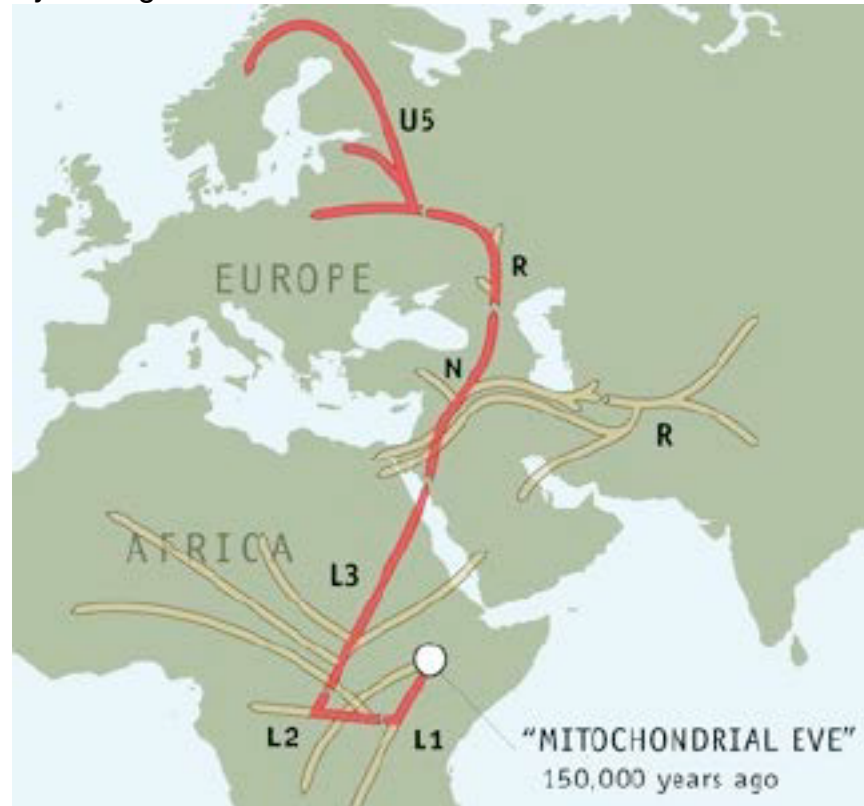 U5
EUROPE
R
N
R
AFRICA
L3
L2
L1
"MITOCHONDRIAL EVE"
150,000 years ago